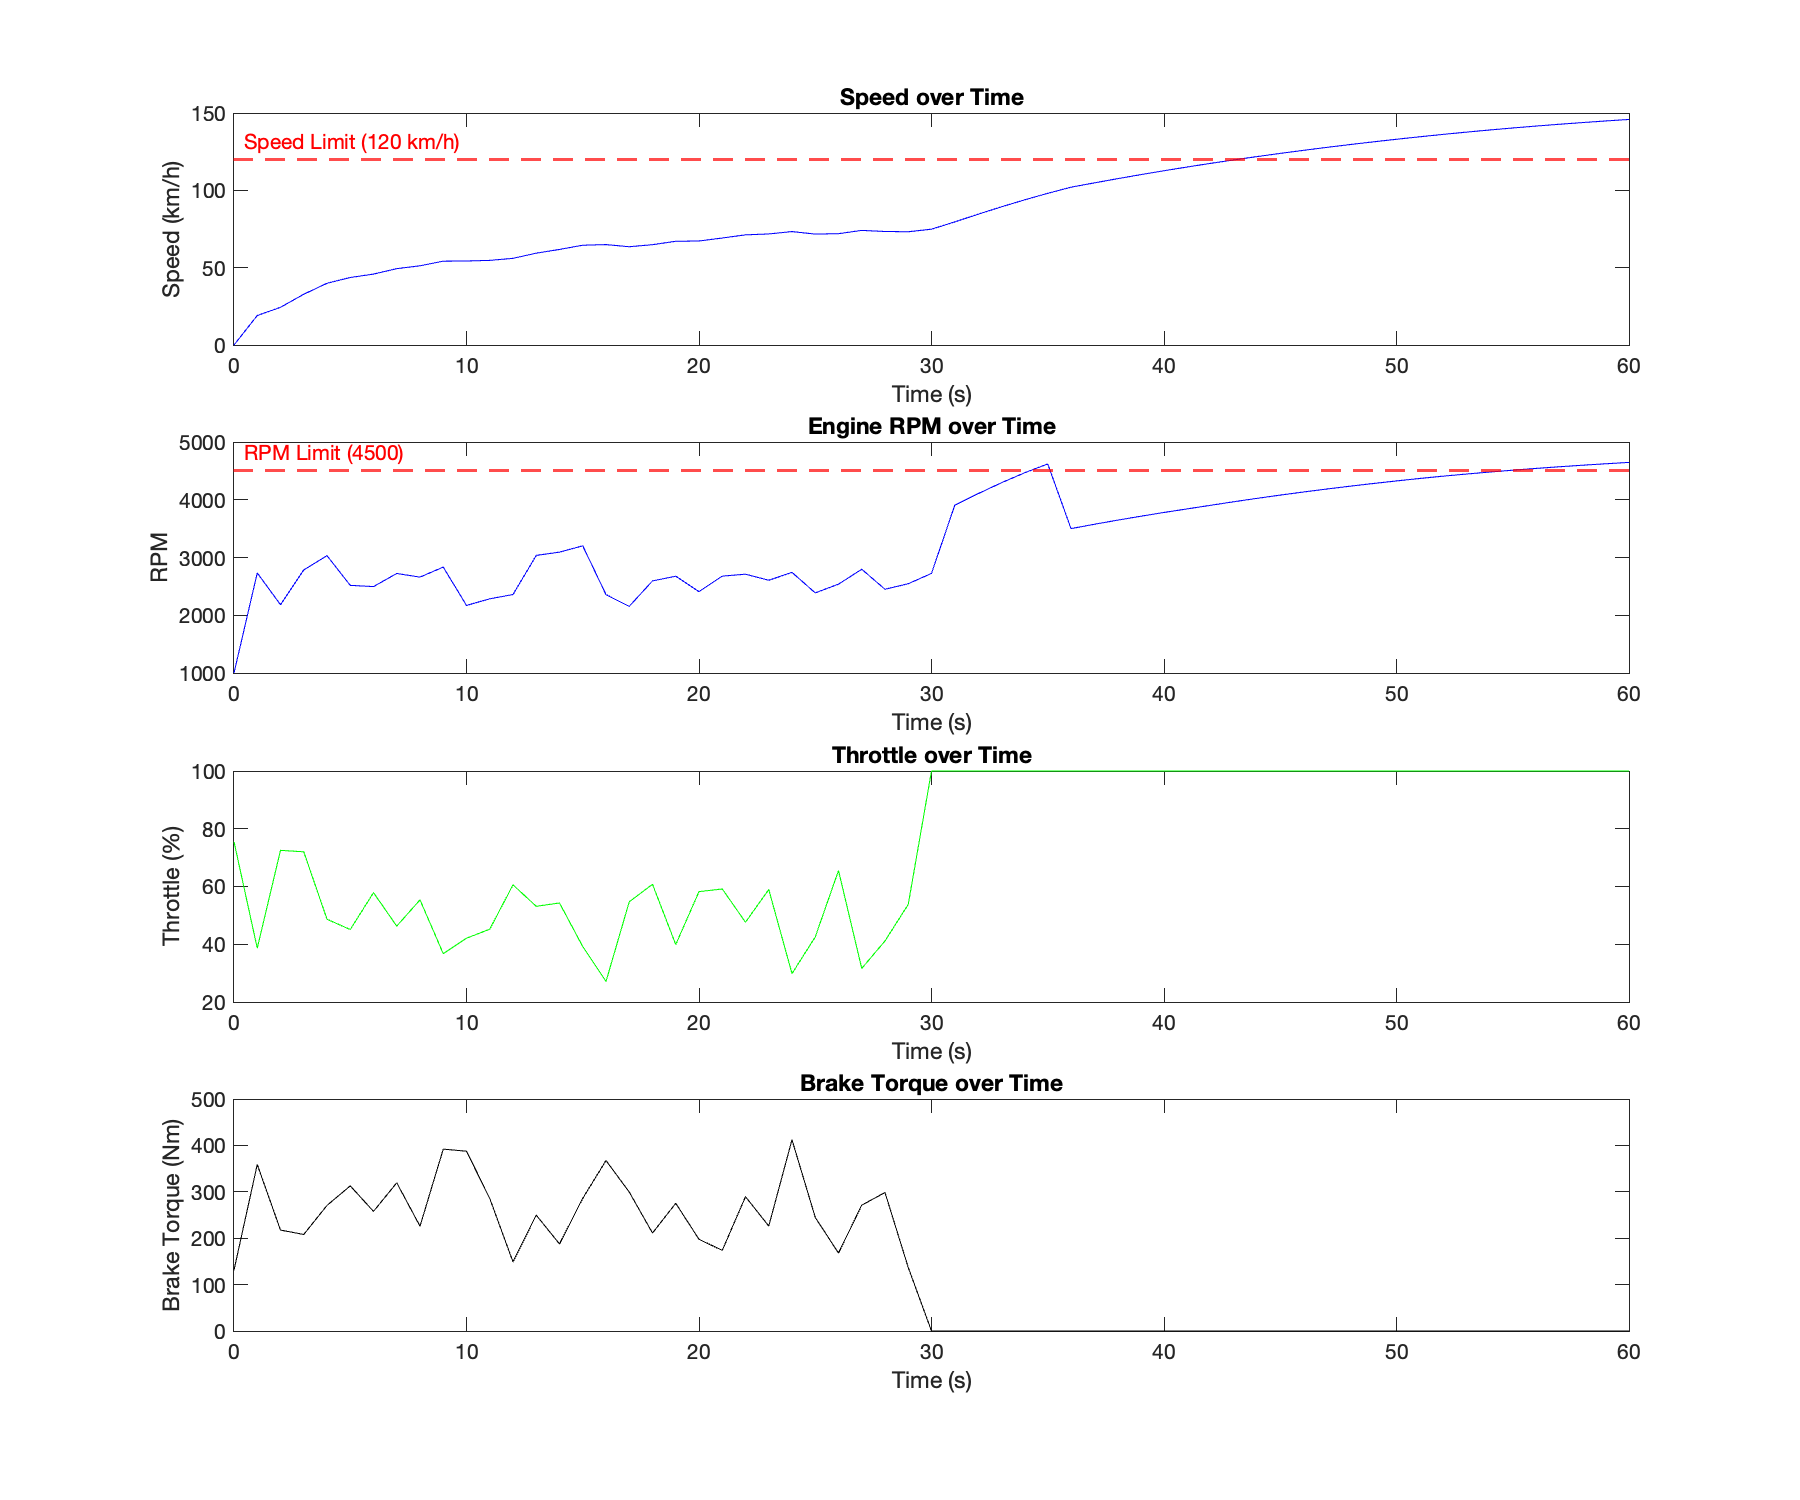 Speed over Time
150
Speed Limit (120 km/h)
100
50
0
Speed (km/h)
0 10 20 30 40 50 60
Time (s)
Engine RPM over Time
5000
RPM Limit (4500)
4000
3000
2000
1000
RPM
0 10 20 30 40 50 60
Time (s)
Throttle over Time
100
80
60
40
20
Throttle (%)
0 10 20 30 40 50 60
Time (s)
Brake Torque over Time
500
400
300
200
100
0
Brake Torque (Nm)
0 10 20 30 40 50 60
Time (s)